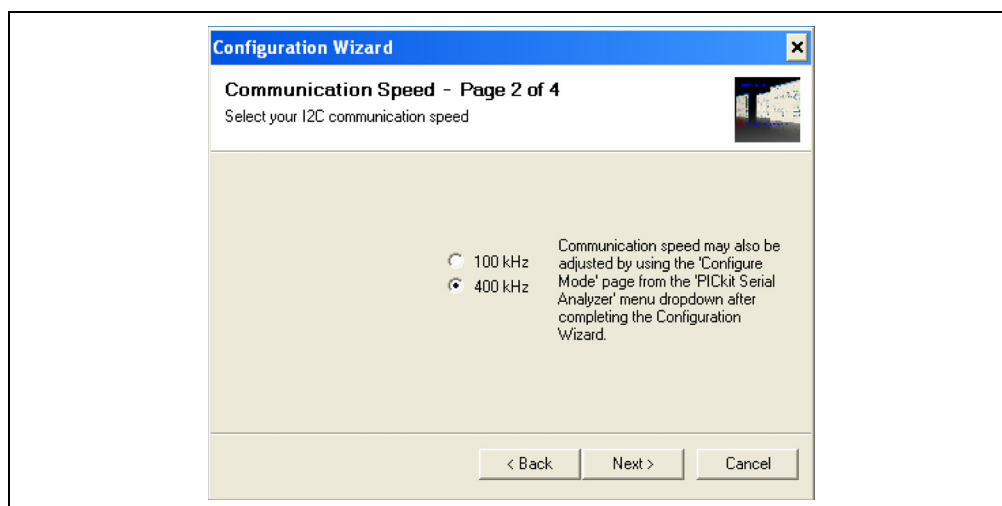 Configuration Wizard
Communication Speed - Page 2 of 4
Select your I2C communication speed
100 kHz
400 kHz
Communication speed may also be
adjusted by using the 'Configure
Mode' page from the 'PICkit Serial
Analyzer' menu dropdown after
completing the Configuration
Wizard.
< Back
Next >
Cancel